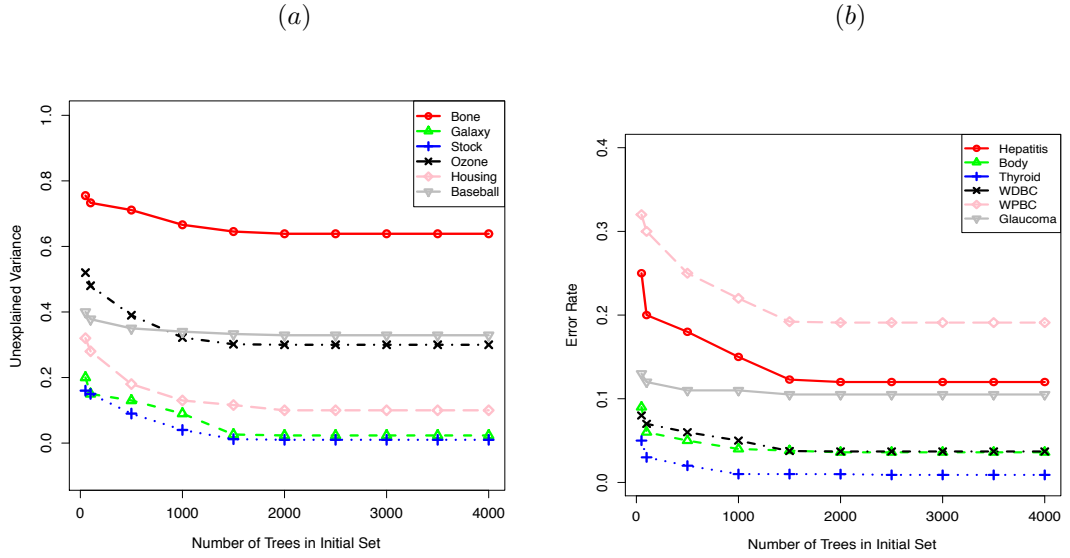 (a)
1.0
0.8
0.6
0.4
0.2
0.0
Unexplained Variance
Bone
Galaxy
Stock
Ozone
Housing
Baseball
0 1000 2000 3000 4000
Number of Trees in Initial Set
(b)
0.4
0.3
0.2
0.1
0.0
Error Rate
Hepatitis
Body
Thyroid
WDBC
WPBC
Glaucoma
0 1000 2000 3000 4000
Number of Trees in Initial Set